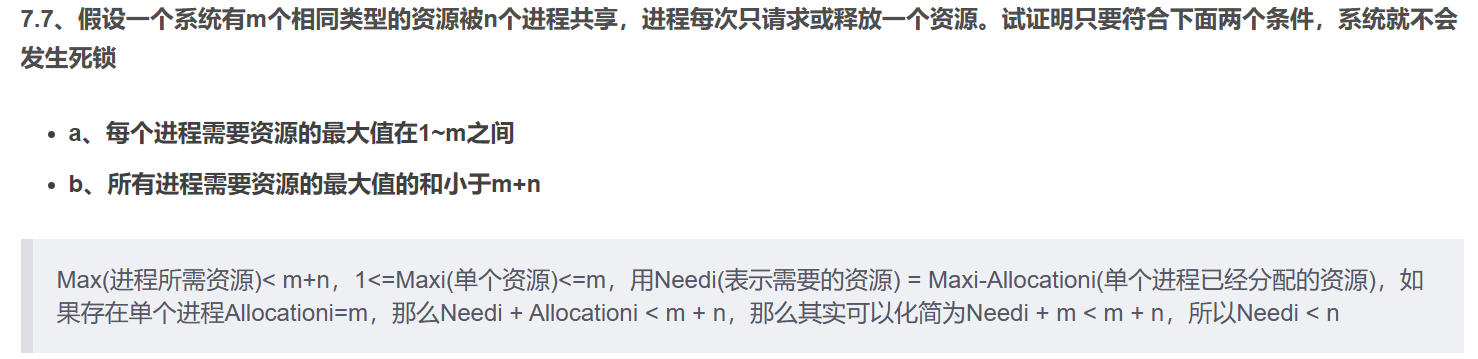 7.7、假设一个系统有m个相同类型的资源被n个进程共享，进程每次只请求或释放一个资源。试证明只要符合下面两个条件，系统就不会
发生死锁
• a、每个进程需要资源的最大值在1~m之间
• b、所有进程需要资源的最大值的和小于m+n
Max(进程所需资源)< m+n，1<=Maxi(单个资源)<=m，用Needi(表示需要的资源) = Maxi-Allocationi(单个进程已经分配的资源)，如
果存在单个进程Allocationi=m，那么Needi + Allocationi < m + n，那么其实可以化简为Needi + m < m + n，所以Needi < n